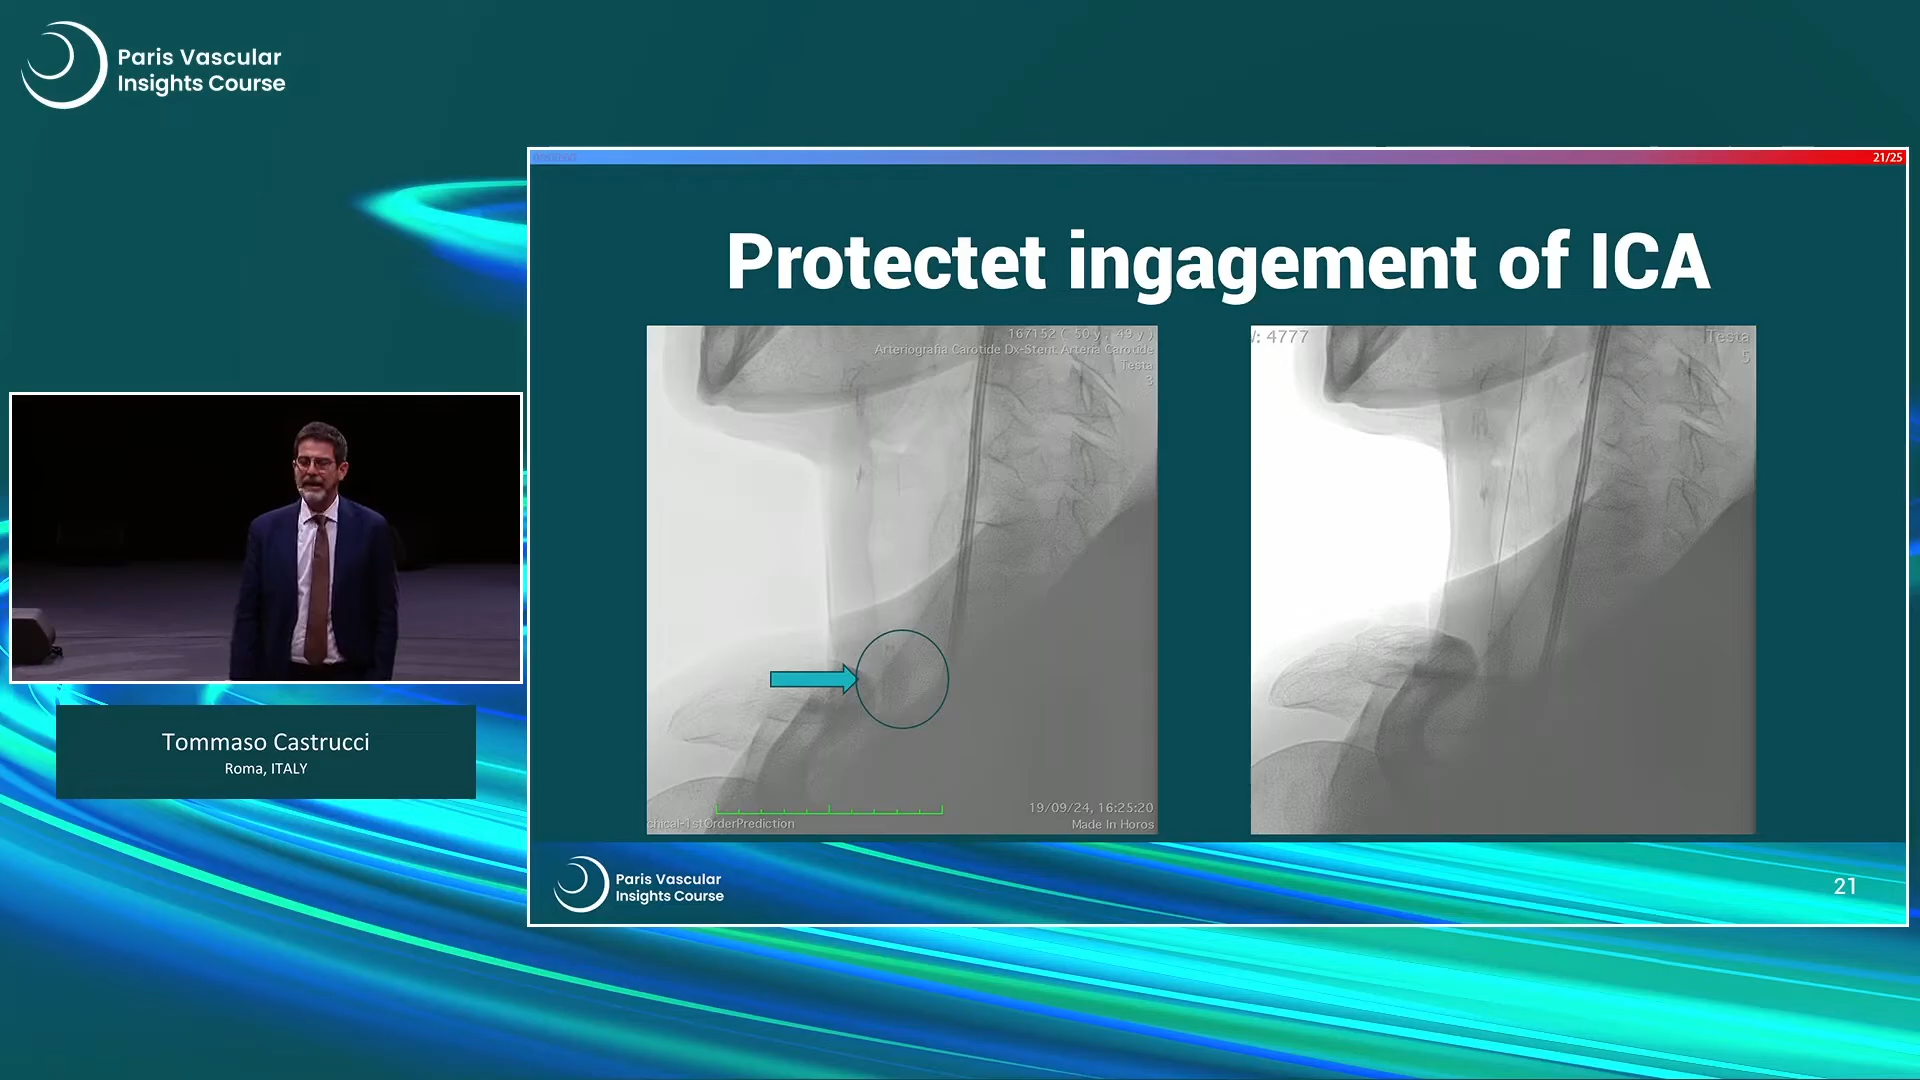 Paris Vascular
Insights Course
21/25
Protectet ingagement of ICA
167152 ( 50 y , 49 y )
Arteriografia Carotide Dx-Stent Arteria Carotide
Testa
3
19/09/24, 16:25:20
chical-1stOrderPrediction
Made In Horos
: 4777
Testa
5
Tommaso Castrucci
Roma, ITALY
Paris Vascular
Insights Course
21